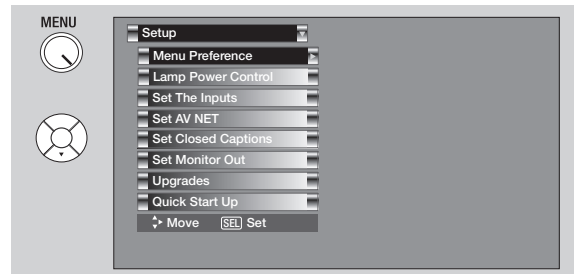 MENU
Setup
Menu Preference
Lamp Power Control
Set The Inputs
Set AV NET
Set Closed Captions
Set Monitor Out
Upgrades
Quick Start Up
Move SEL Set